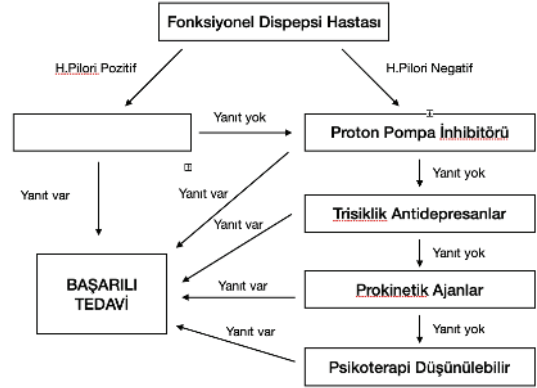 Fonksiyonel Dispepsi Hastası
H.Pilori Pozitif
H.Pilori Negatif
Yanıt yok
Proton Pompa İnhibitörü
Yanıt var
Yanıt var
Yanıt yok
Trisiklik Antidepresanlar
Yanıt var
Yanıt yok
BAŞARILI
TEDAVİ
Yanıt var
Prokinetik Ajanlar
Yanıt var
Yanıt yok
Psikoterapi Düşünülebilir